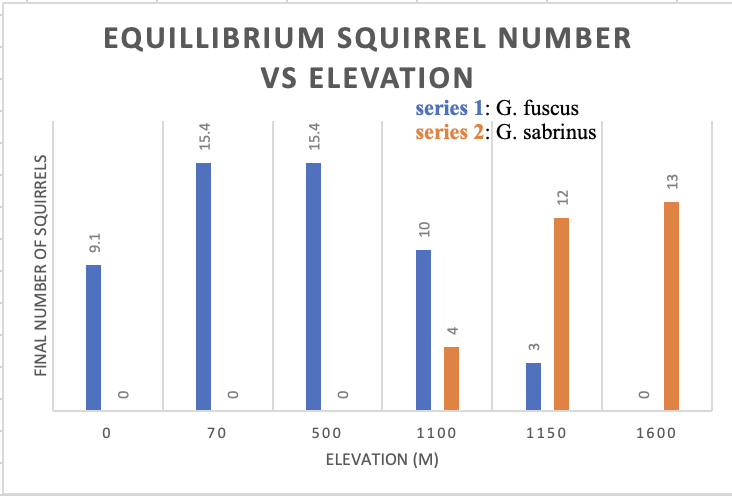 EQUILLIBRIUM SQUIRREL NUMBER
VS ELEVATION
series 1: G. fuscus
series 2: G. sabrinus
FINAL NUMBER OF SQUIRRELS
9.1
0
15.4
0
15.4
0
10
4
3
12
0
13
0 70 500 1100 1150 1600
ELEVATION (M)